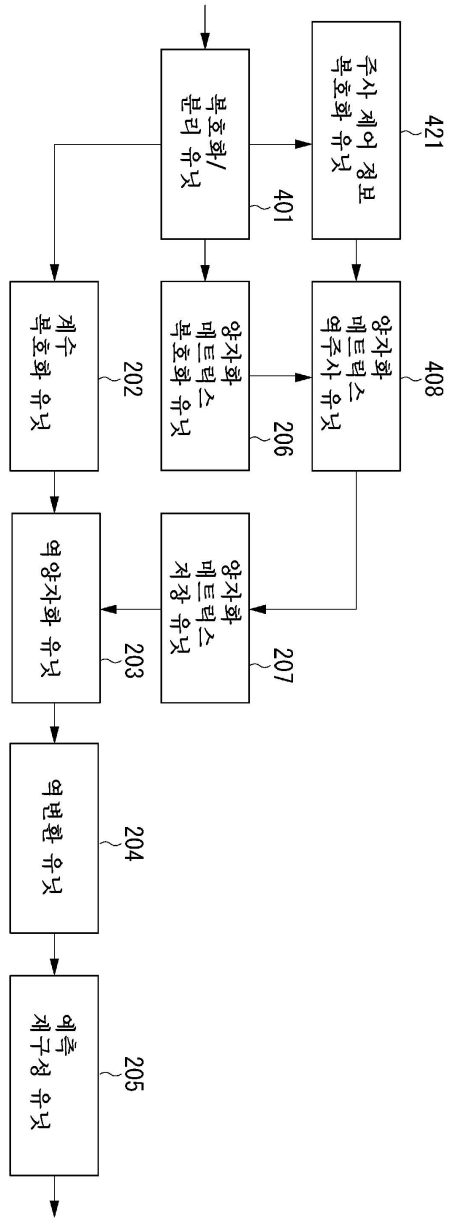 주사 제어 정보
복호화 유닛
421
복호화/
분리 유닛
401
양자화
매트릭스
역주사 유닛
408
양자화
매트릭스
복호화 유닛
206
계수
복호화 유닛
202
양자화
매트릭스
저장 유닛
207
역양자화 유닛
203
역변환 유닛
204
예측
재구성 유닛
205